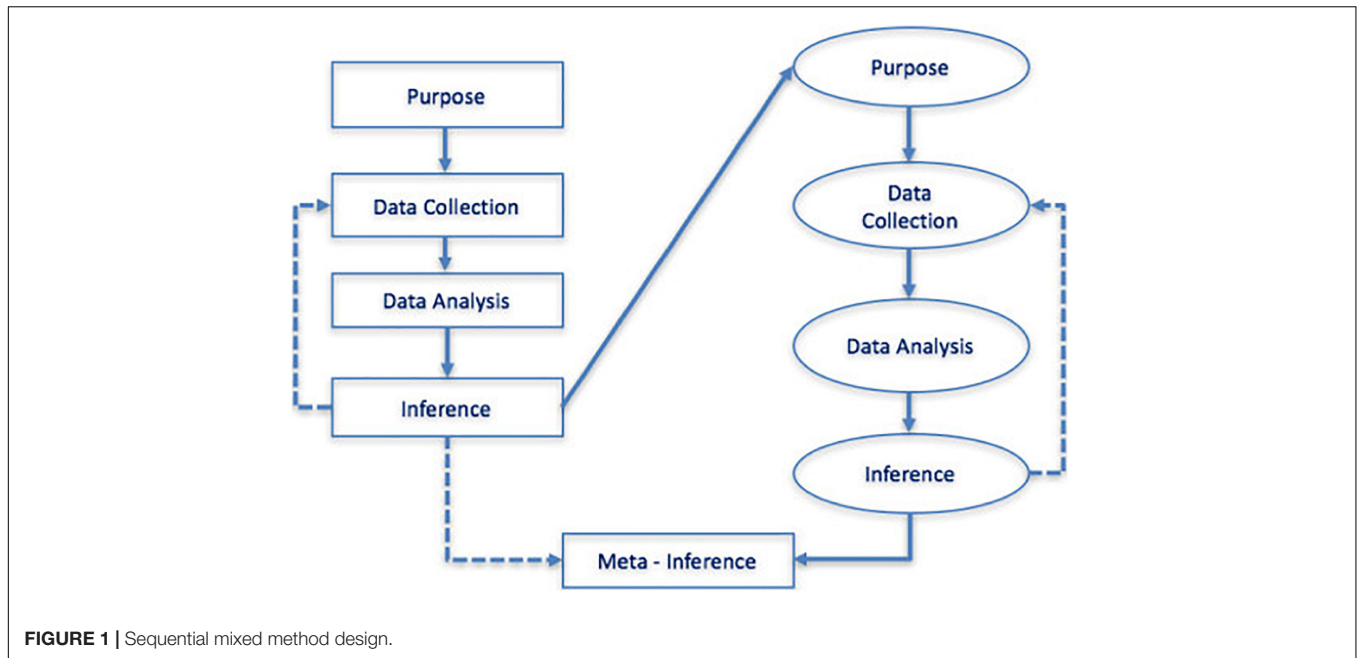 Purpose
Data Collection
Data Analysis
Inference
Purpose
Data
Collection
Data Analysis
Inference
Meta - Inference
FIGURE 1 | Sequential mixed method design.